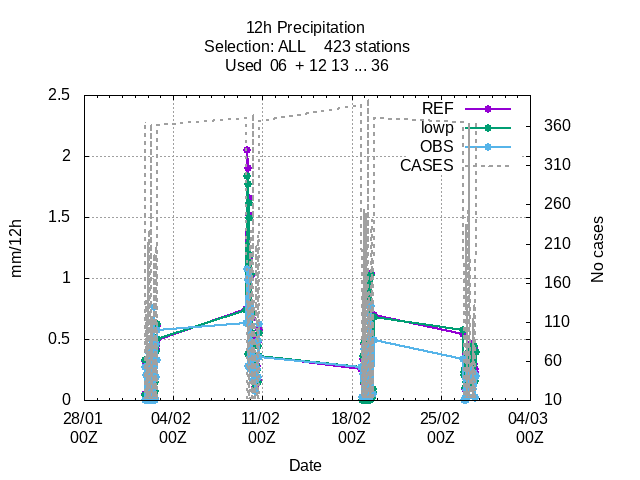 12h Precipitation
Selection: ALL    423 stations
Used  06  + 12 13 ... 36
REF
lowp
OBS
CASES
mm/12h
2.5
2
1.5
1
0.5
0
No cases
360
310
260
210
160
110
60
10
28/01 04/02 11/02 18/02 25/02 04/03
00Z 00Z 00Z 00Z 00Z 00Z
Date